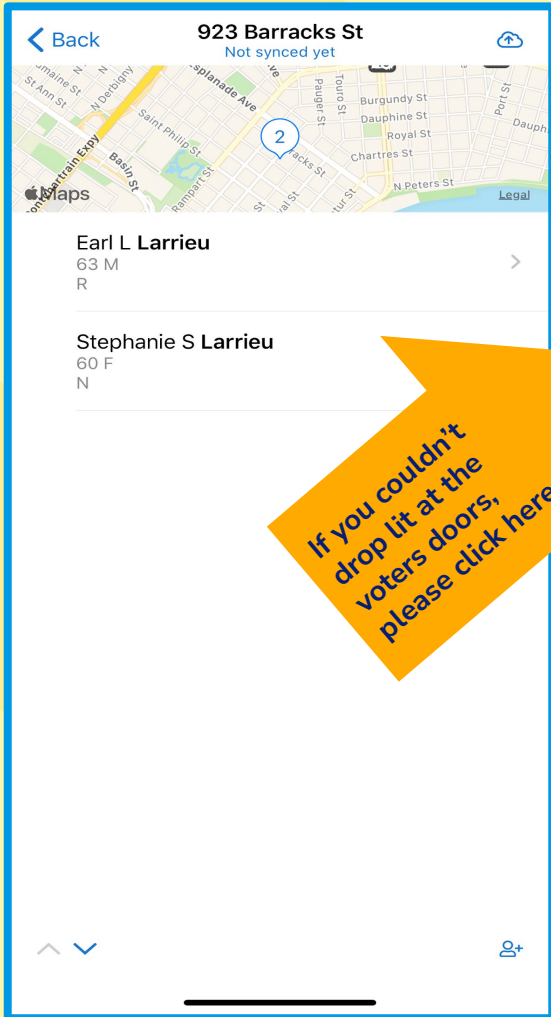 Back
923 Barracks St
Not synced yet
St Ann St
N Derbigny
Esplanade Ave
Saint Philip St
Basin St
N Rampart St
Pauger St
Touro St
Burgundy St
Dauphine St
Royal St
Chartres St
N.Peters St
Port St
2
Maps
Legal
Earl L Larrieu
63 M
R
Stephanie S Larrieu
60 F
N
If you couldn't
drop lit at the
voters doors,
please click here